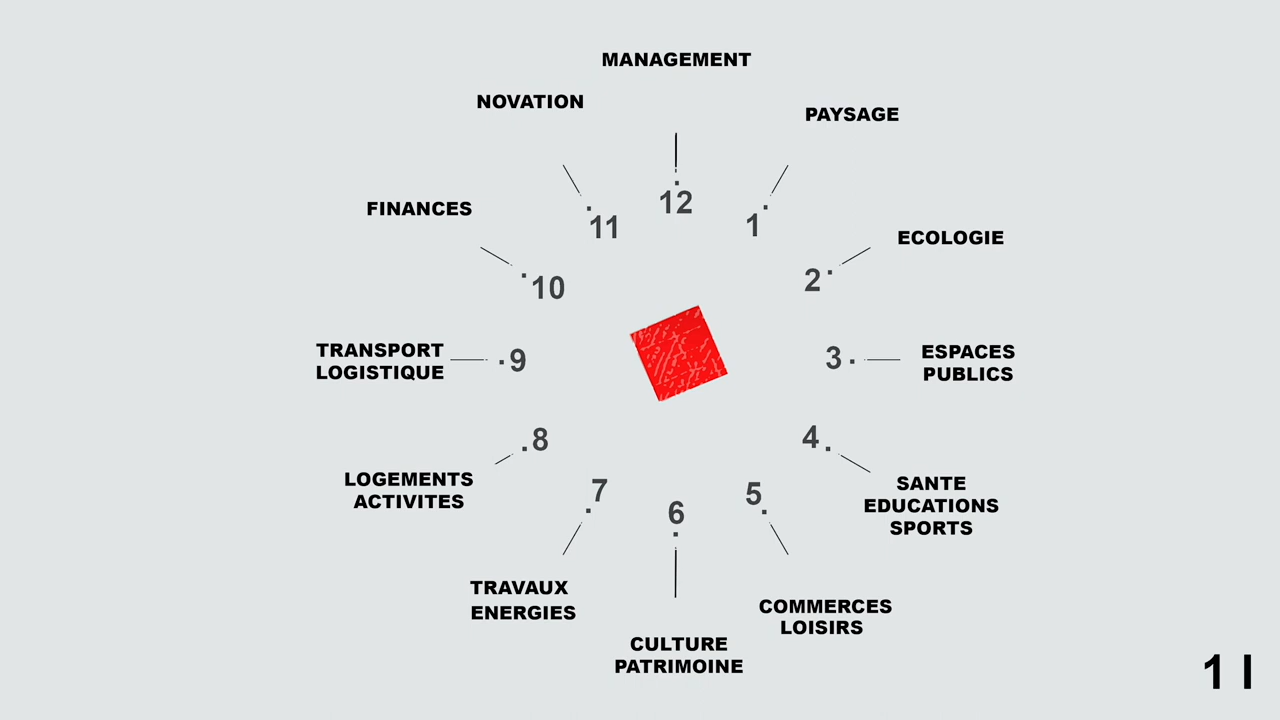 MANAGEMENT
NOVATION
PAYSAGE
FINANCES
ECOLOGIE
TRANSPORT
LOGISTIQUE
ESPACES
PUBLICS
LOGEMENTS
ACTIVITES
SANTE
EDUCATIONS
SPORTS
TRAVAUX
ENERGIES
COMMERCES
LOISIRS
CULTURE
PATRIMOINE
12
1
2
3
4
5
6
7
8
9
10
11
1 I